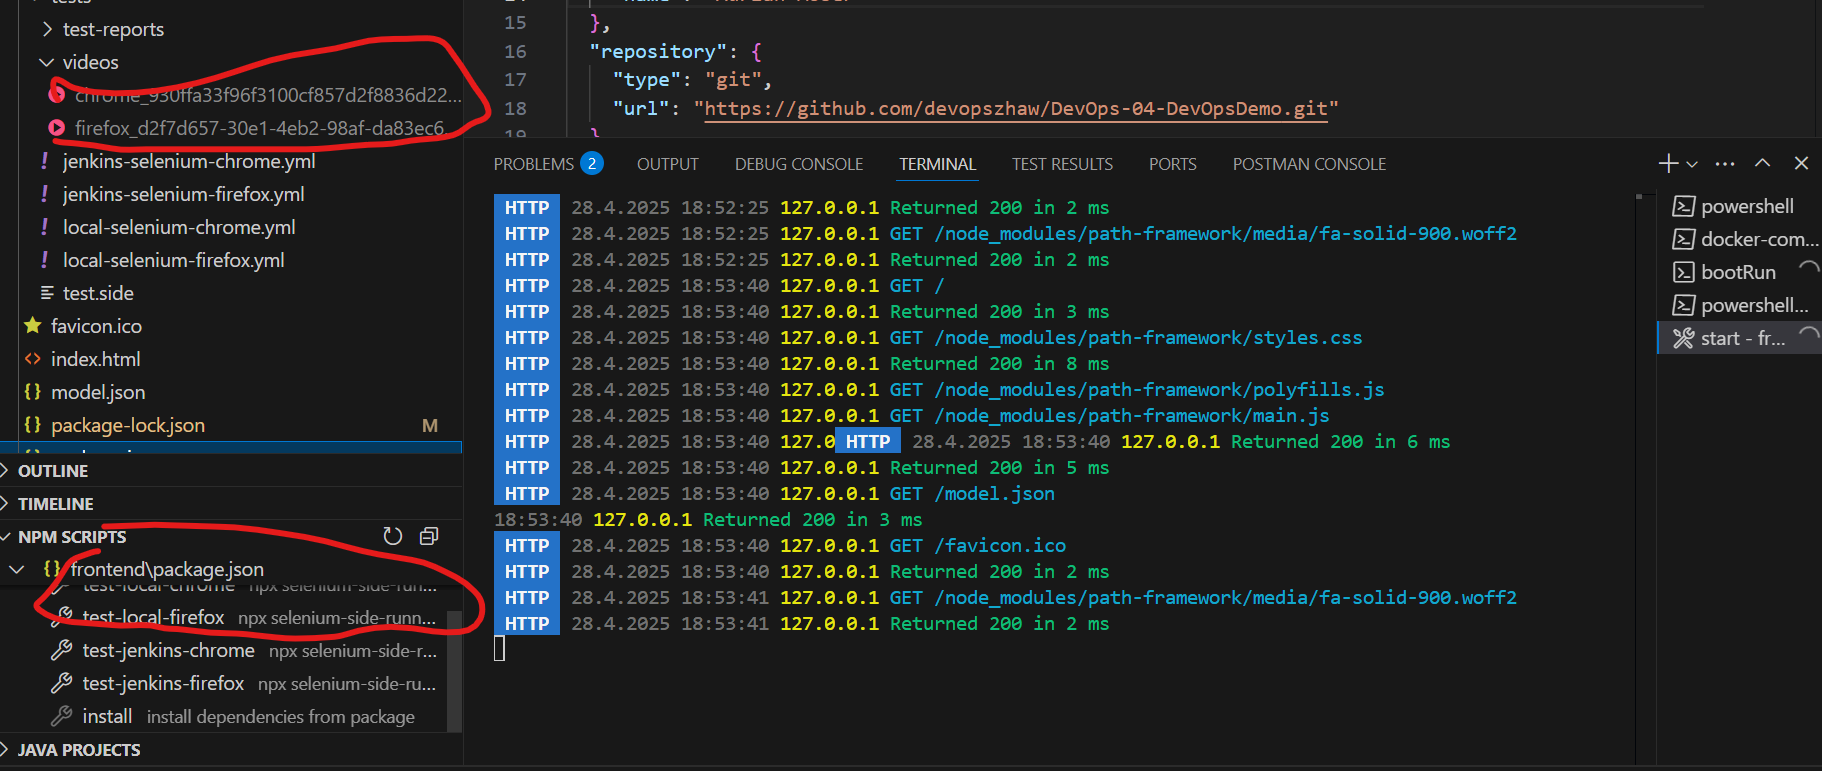 test-reports
videos
chrome_930ffa33f96f3100cf857d2f8836d22...
firefox_d2f7d657-30e1-4eb2-98af-da83ec6...
! jenkins-selenium-chrome.yml
! jenkins-selenium-firefox.yml
! local-selenium-chrome.yml
! local-selenium-firefox.yml
test.side
favicon.ico
<> index.html
{} model.json
{} package-lock.json M
OUTLINE
TIMELINE
NPM SCRIPTS
{} frontend\package.json
test-local-chrome npx selenium-side-run...
test-local-firefox npx selenium-side-runn...
test-jenkins-chrome npx selenium-side-r...
test-jenkins-firefox npx selenium-side-ru...
install install dependencies from package
JAVA PROJECTS
15 },
16 "repository": {
17 "type": "git",
18 "url": "https://github.com/devopszhaw/DevOps-04-DevOpsDemo.git"
19 }
PROBLEMS 2 OUTPUT DEBUG CONSOLE TERMINAL TEST RESULTS PORTS POSTMAN CONSOLE
HTTP 28.4.2025 18:52:25 127.0.0.1 Returned 200 in 2 ms
HTTP 28.4.2025 18:52:25 127.0.0.1 GET /node_modules/path-framework/media/fa-solid-900.woff2
HTTP 28.4.2025 18:52:25 127.0.0.1 Returned 200 in 2 ms
HTTP 28.4.2025 18:53:40 127.0.0.1 GET /
HTTP 28.4.2025 18:53:40 127.0.0.1 Returned 200 in 3 ms
HTTP 28.4.2025 18:53:40 127.0.0.1 GET /node_modules/path-framework/styles.css
HTTP 28.4.2025 18:53:40 127.0.0.1 Returned 200 in 8 ms
HTTP 28.4.2025 18:53:40 127.0.0.1 GET /node_modules/path-framework/polyfills.js
HTTP 28.4.2025 18:53:40 127.0.0.1 GET /node_modules/path-framework/main.js
HTTP 28.4.2025 18:53:40 127.0 HTTP 28.4.2025 18:53:40 127.0.0.1 Returned 200 in 6 ms
HTTP 28.4.2025 18:53:40 127.0.0.1 Returned 200 in 5 ms
HTTP 28.4.2025 18:53:40 127.0.0.1 GET /model.json
18:53:40 127.0.0.1 Returned 200 in 3 ms
HTTP 28.4.2025 18:53:40 127.0.0.1 GET /favicon.ico
HTTP 28.4.2025 18:53:40 127.0.0.1 Returned 200 in 2 ms
HTTP 28.4.2025 18:53:41 127.0.0.1 GET /node_modules/path-framework/media/fa-solid-900.woff2
HTTP 28.4.2025 18:53:41 127.0.0.1 Returned 200 in 2 ms
powershell
docker-com...
bootRun
powershell...
start - fr...